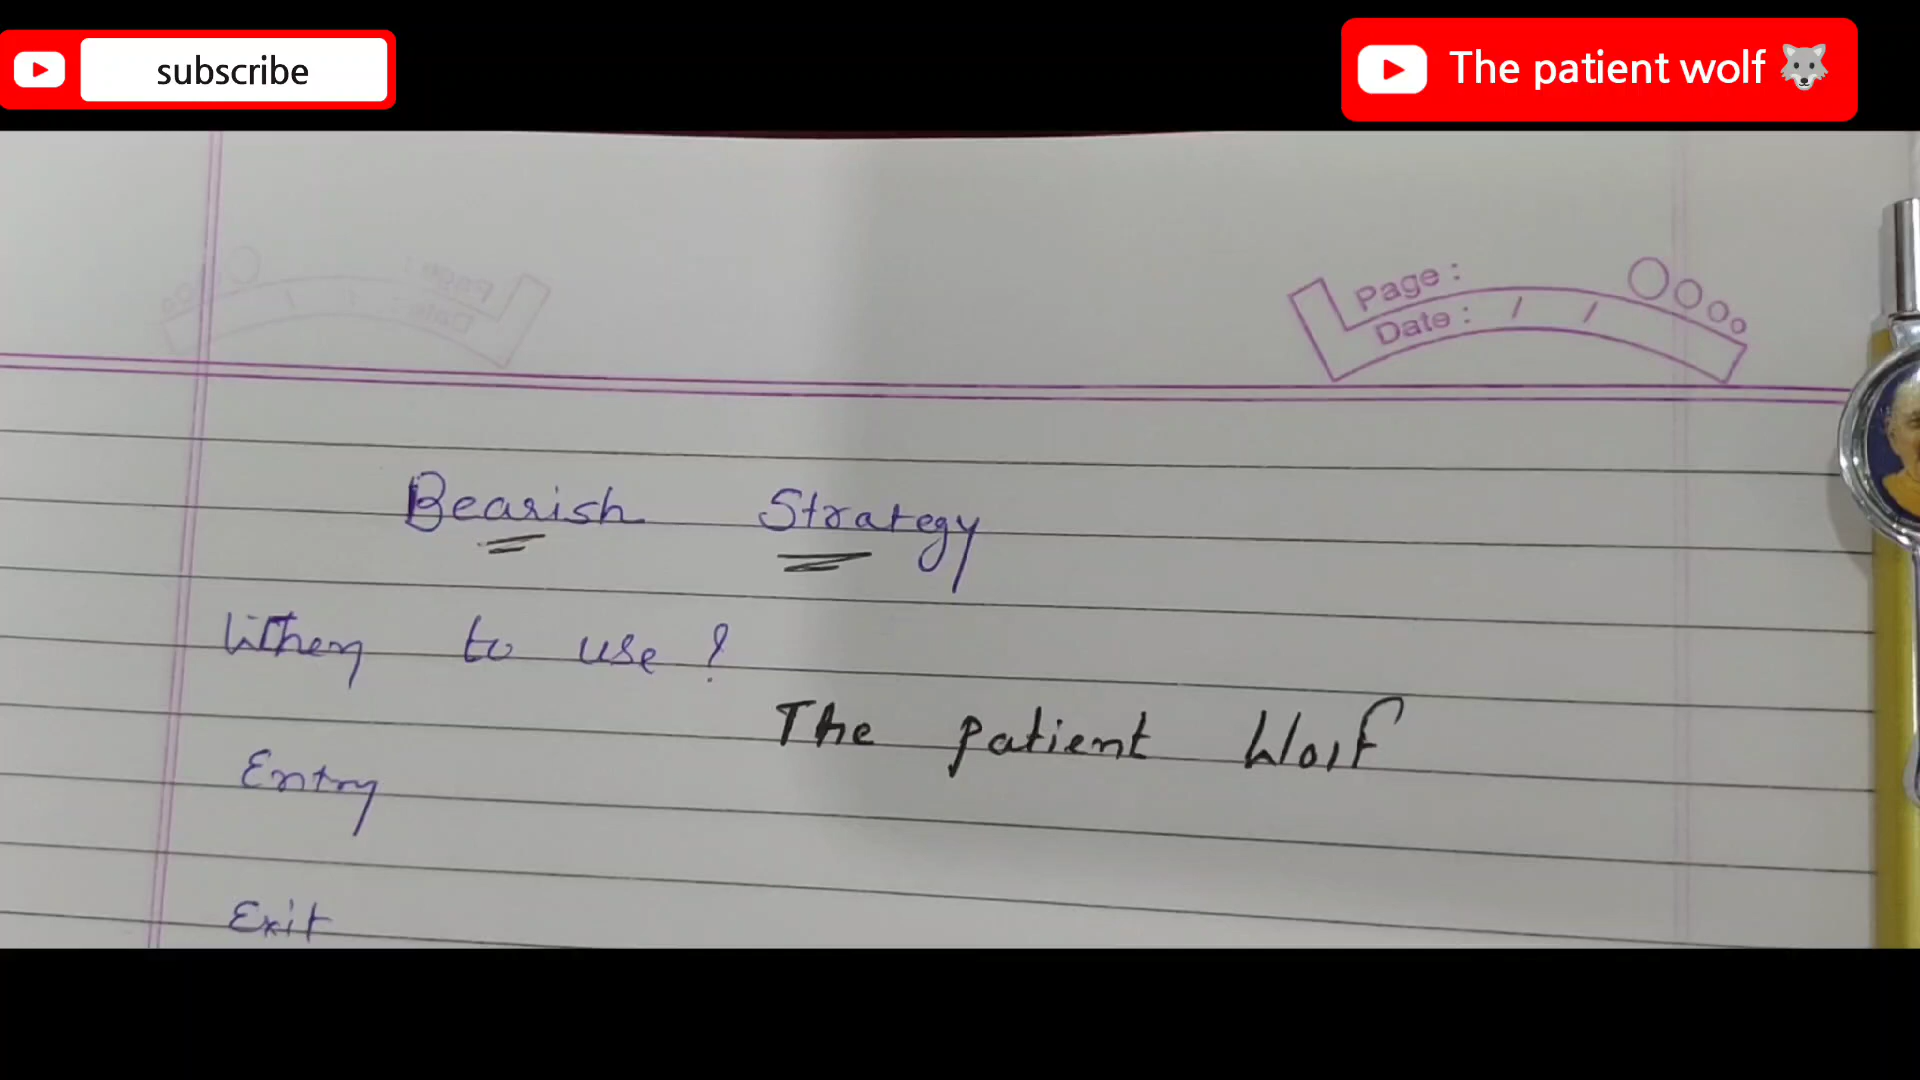 subscribe
The patient wolf
Page :
Date : / /
Bearish Strategy
When to use ?
The patient Wolf
Entry
Exit